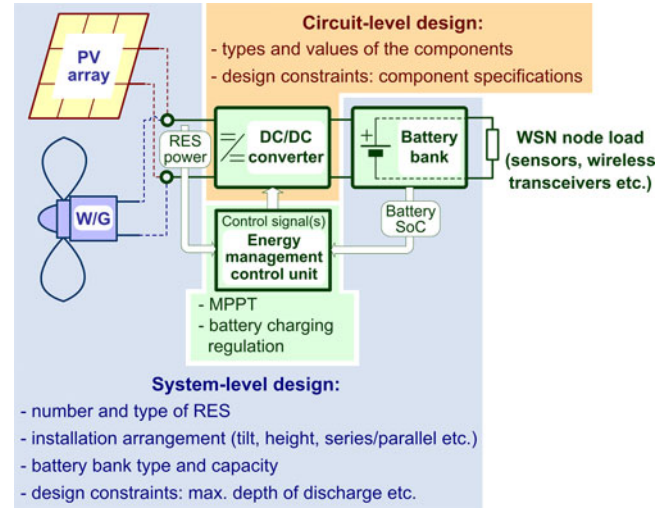 Circuit-level design:
- types and values of the components
- design constraints: component specifications
PV
array
RES
power
DC/DC
converter
+
Battery
bank
WSN node load
(sensors, wireless
transceivers etc.)
W/G
Control signal(s)
Energy
management
control unit
Battery
SoC
- MPPT
- battery charging
regulation
System-level design:
- number and type of RES
- installation arrangement (tilt, height, series/parallel etc.)
- battery bank type and capacity
- design constraints: max. depth of discharge etc.